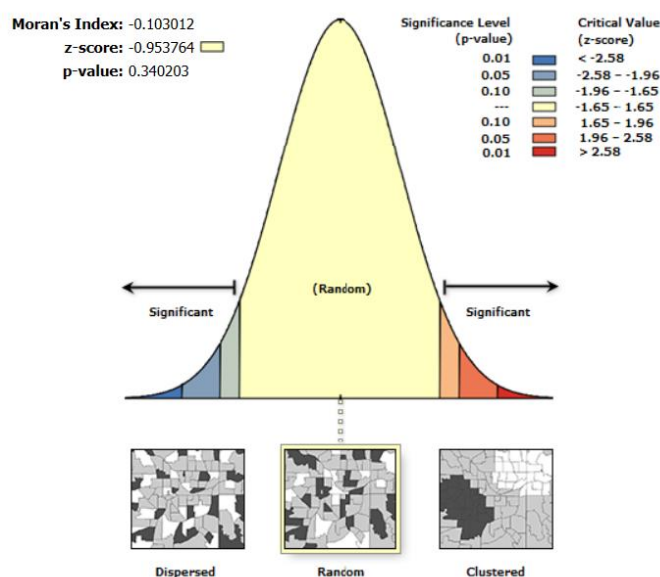 Moran's Index: -0.103012
z-score: -0.953764
p-value: 0.340203
Significance Level
(p-value)
Critical Value
(z-score)
0.01 < -2.58
0.05 -2.58 – -1.96
0.10 -1.96 – -1.65
--- -1.65 – 1.65
0.10 1.65 – 1.96
0.05 1.96 – 2.58
0.01 > 2.58
(Random)
Significant
Significant
Dispersed
Random
Clustered